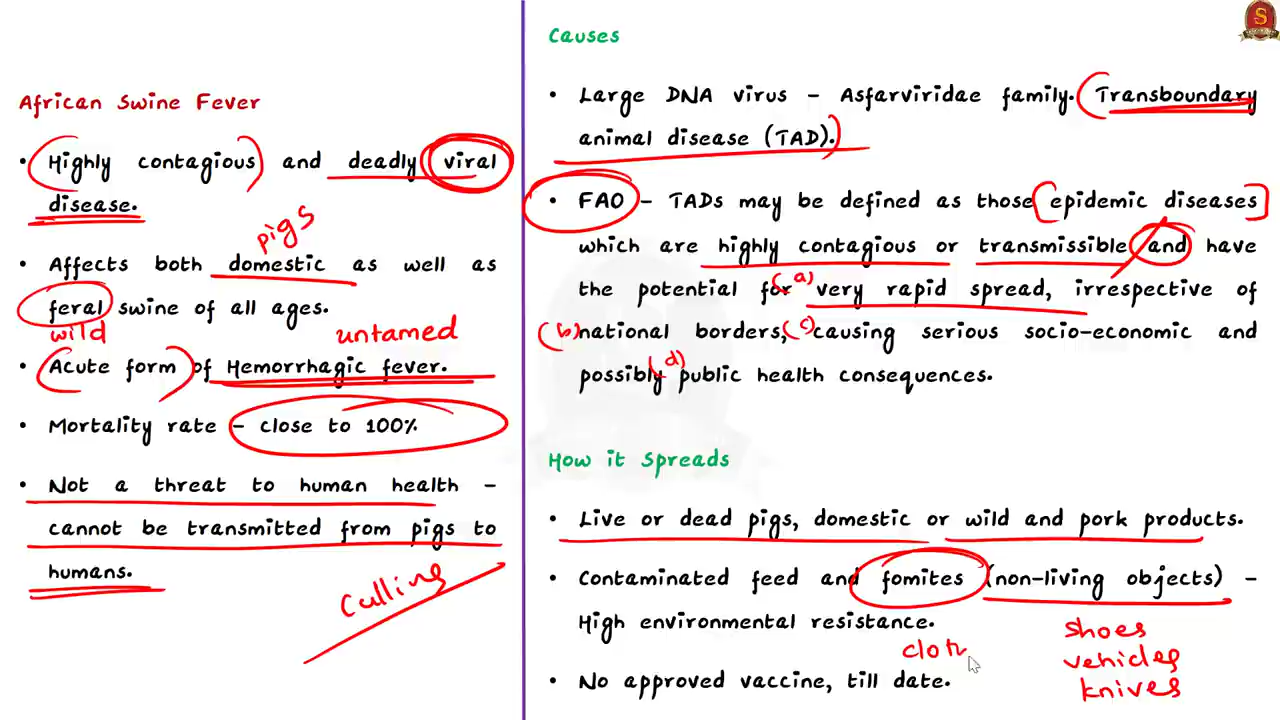 African Swine Fever
• Highly contagious and deadly viral
disease.
pigs
• Affects both domestic as well as
feral swine of all ages.
wild
untamed
• Acute form of Hemorrhagic fever.
• Mortality rate - close to 100%
• Not a threat to human health -
cannot be transmitted from pigs to
humans.
Culling
Causes
• Large DNA virus - Asfarviridae family. (Transboundary
animal disease (TAD).)
• FAO - TADs may be defined as those [epidemic diseases]
which are highly contagious or transmissible and have
the potential for (a) very rapid spread, irrespective of
(b) national borders, (c) causing serious socio-economic and
possibly (d) public health consequences.
How it Spreads
• Live or dead pigs, domestic or wild and pork products.
• Contaminated feed and fomites (non-living objects) -
High environmental resistance.
shoes
clot
vehicles
• No approved vaccine, till date.
knives
S